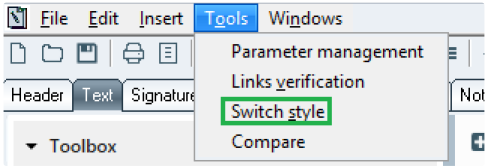 File Edit Insert Tools Windows
Parameter management
Links verification
Header Text Signature
Switch style
Compare
Toolbox